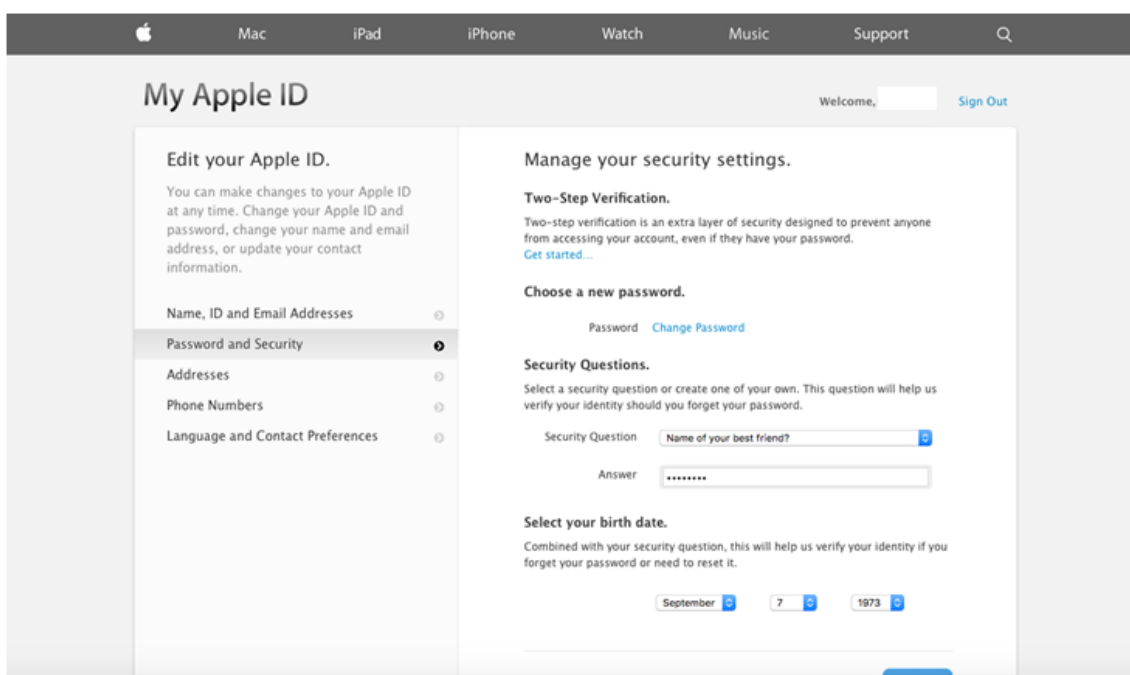 Mac iPad iPhone Watch Music Support
My Apple ID
Welcome, Sign Out
Edit your Apple ID.
You can make changes to your Apple ID
at any time. Change your Apple ID and
password, change your name and email
address, or update your contact
information.
Name, ID and Email Addresses
Password and Security
Addresses
Phone Numbers
Language and Contact Preferences
Manage your security settings.
Two-Step Verification.
Two-step verification is an extra layer of security designed to prevent anyone
from accessing your account, even if they have your password.
Get started...
Choose a new password.
Password Change Password
Security Questions.
Select a security question or create one of your own. This question will help us
verify your identity should you forget your password.
Security Question Name of your best friend?
Answer ••••••••
Select your birth date.
Combined with your security question, this will help us verify your identity if you
forget your password or need to reset it.
September 7 1973